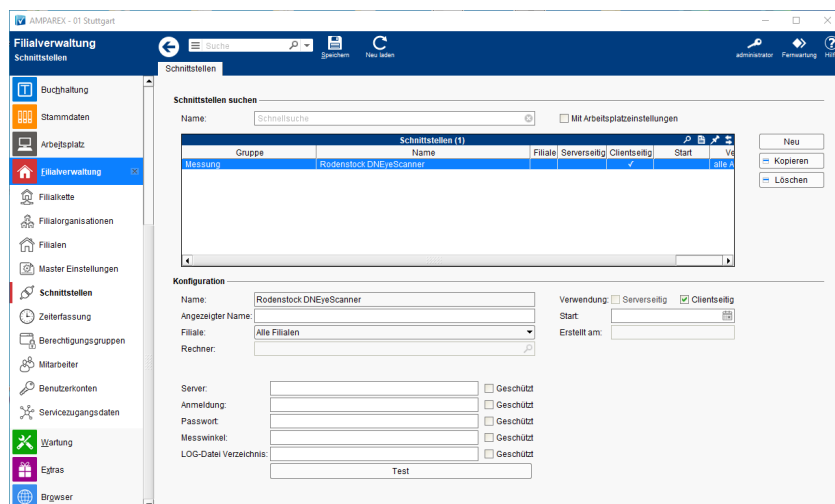 AMPAREX - 01 Stuttgart
Filialverwaltung
Schnittstellen
Suche
Speichern
Neu laden
administrator
Fernwartung
Hilfe
Schnittstellen
Buchhaltung
Stammdaten
Arbeitsplatz
Filialverwaltung
Filialkette
Filialorganisationen
Filialen
Master Einstellungen
Schnittstellen
Zeiterfassung
Berechtigungsgruppen
Mitarbeiter
Benutzerkonten
Servicezugangsdaten
Wartung
Extras
Browser
Schnittstellen suchen
Name: Schnellsuche Mit Arbeitsplatzeinstellungen
Schnittstellen (1)
Gruppe Name Filiale Serverseitig Clientseitig Start Ve
Messung Rodenstock DNEyeScanner alle A
Neu
Kopieren
Löschen
Konfiguration
Name: Rodenstock DNEyeScanner Verwendung: Serverseitig Clientseitig
Angezeigter Name: Start:
Filiale: Alle Filialen Erstellt am:
Rechner:
Server: Geschützt
Anmeldung: Geschützt
Passwort: Geschützt
Messwinkel: Geschützt
LOG-Datei Verzeichnis: Geschützt
Test